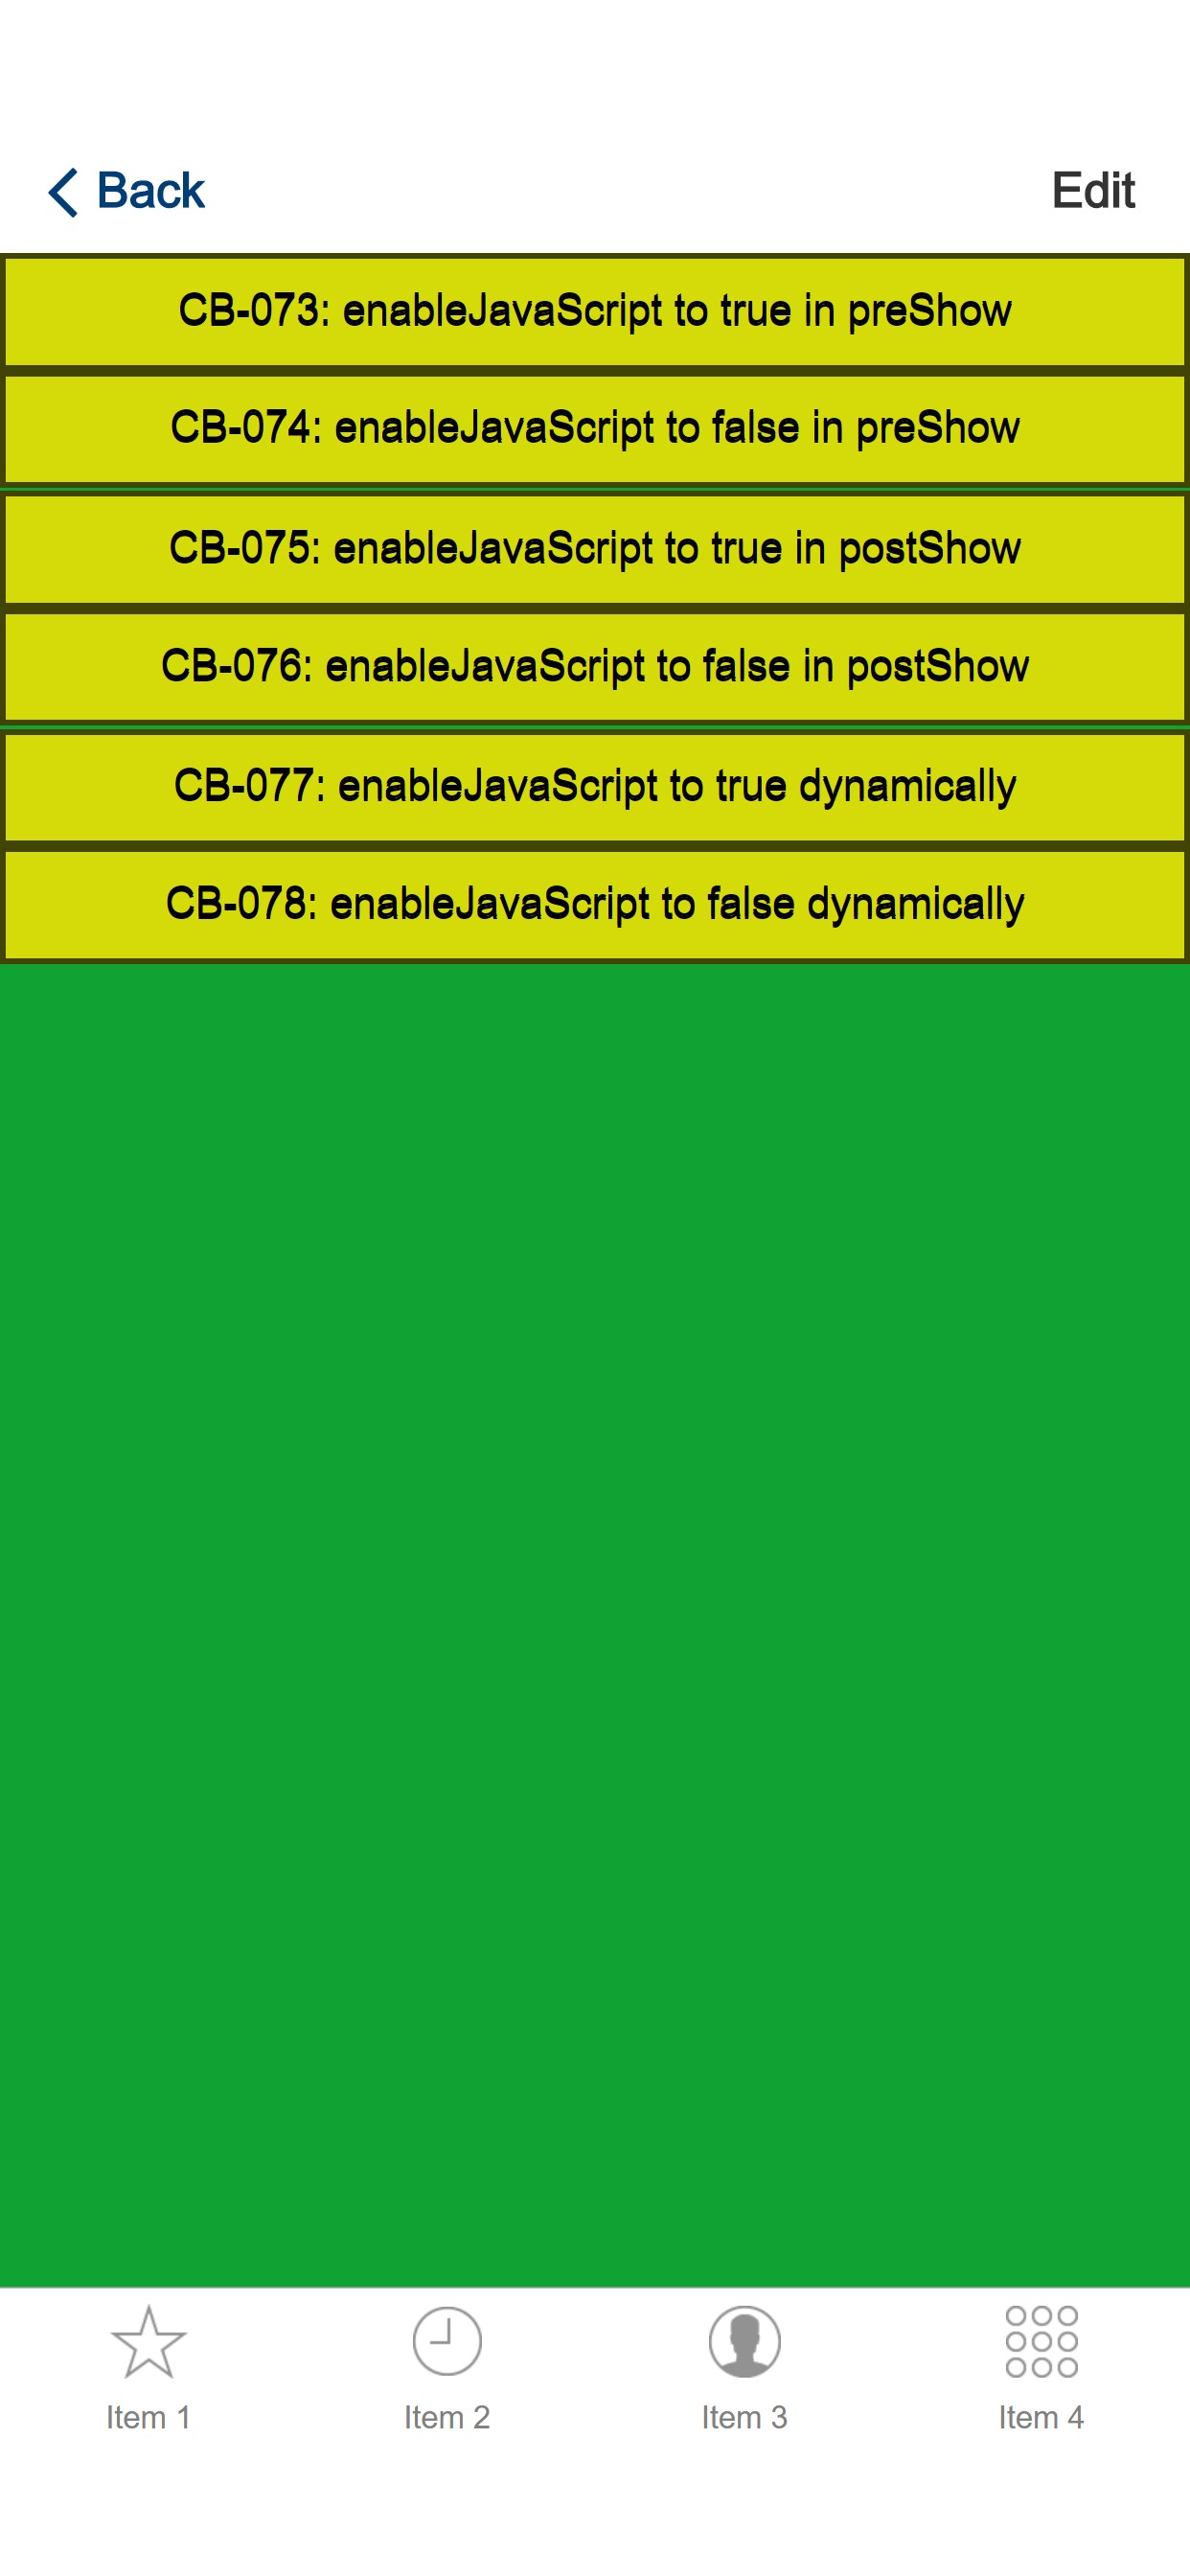 Back
Edit
CB-073: enableJavaScript to true in preShow
CB-074: enableJavaScript to false in preShow
CB-075: enableJavaScript to true in postShow
CB-076: enableJavaScript to false in postShow
CB-077: enableJavaScript to true dynamically
CB-078: enableJavaScript to false dynamically
Item 1
Item 2
Item 3
Item 4